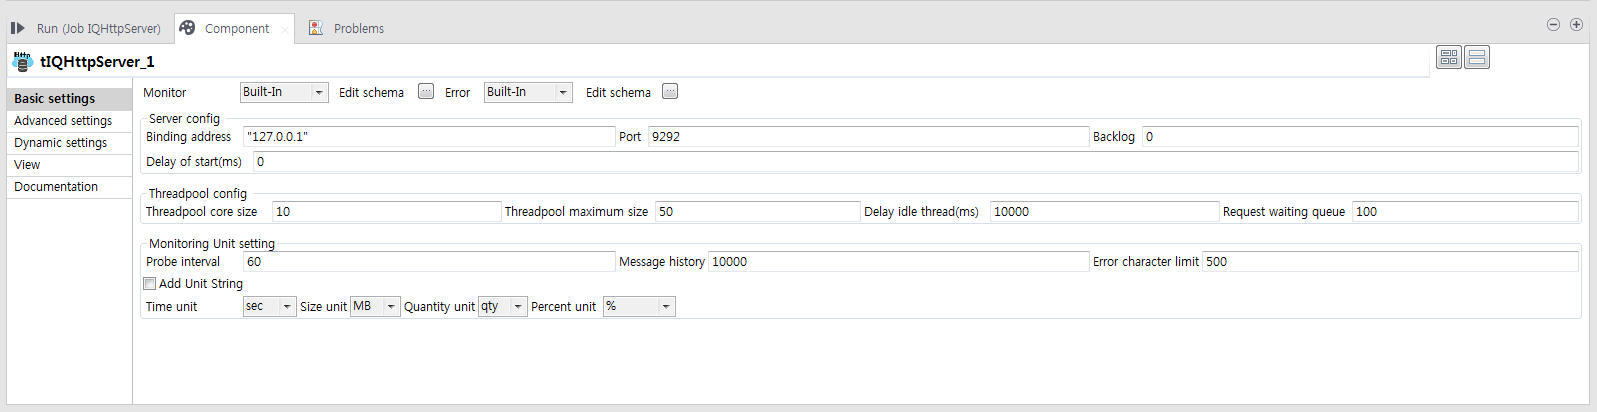 Run (Job IQHttpServer) Component Problems
Http tIQHttpServer_1
Basic settings
Advanced settings
Dynamic settings
View
Documentation
Monitor Built-In Edit schema ... Error Built-In Edit schema ...
Server config
Binding address "127.0.0.1" Port 9292 Backlog 0
Delay of start(ms) 0
Threadpool config
Threadpool core size 10 Threadpool maximum size 50 Delay idle thread(ms) 10000 Request waiting queue 100
Monitoring Unit setting
Probe interval 60 Message history 10000 Error character limit 500
Add Unit String
Time unit sec Size unit MB Quantity unit qty Percent unit %